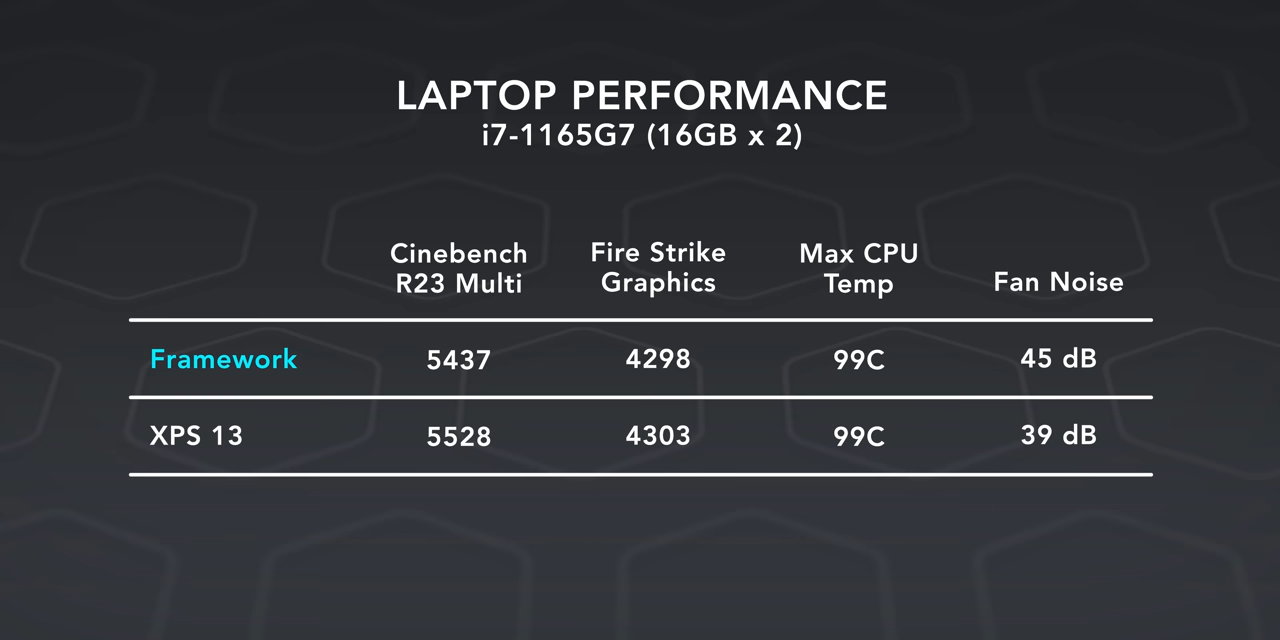 LAPTOP PERFORMANCE
i7-1165G7 (16GB x 2)
Cinebench R23 Multi
Fire Strike Graphics
Max CPU Temp
Fan Noise
Framework 5437 4298 99C 45 dB
XPS 13 5528 4303 99C 39 dB